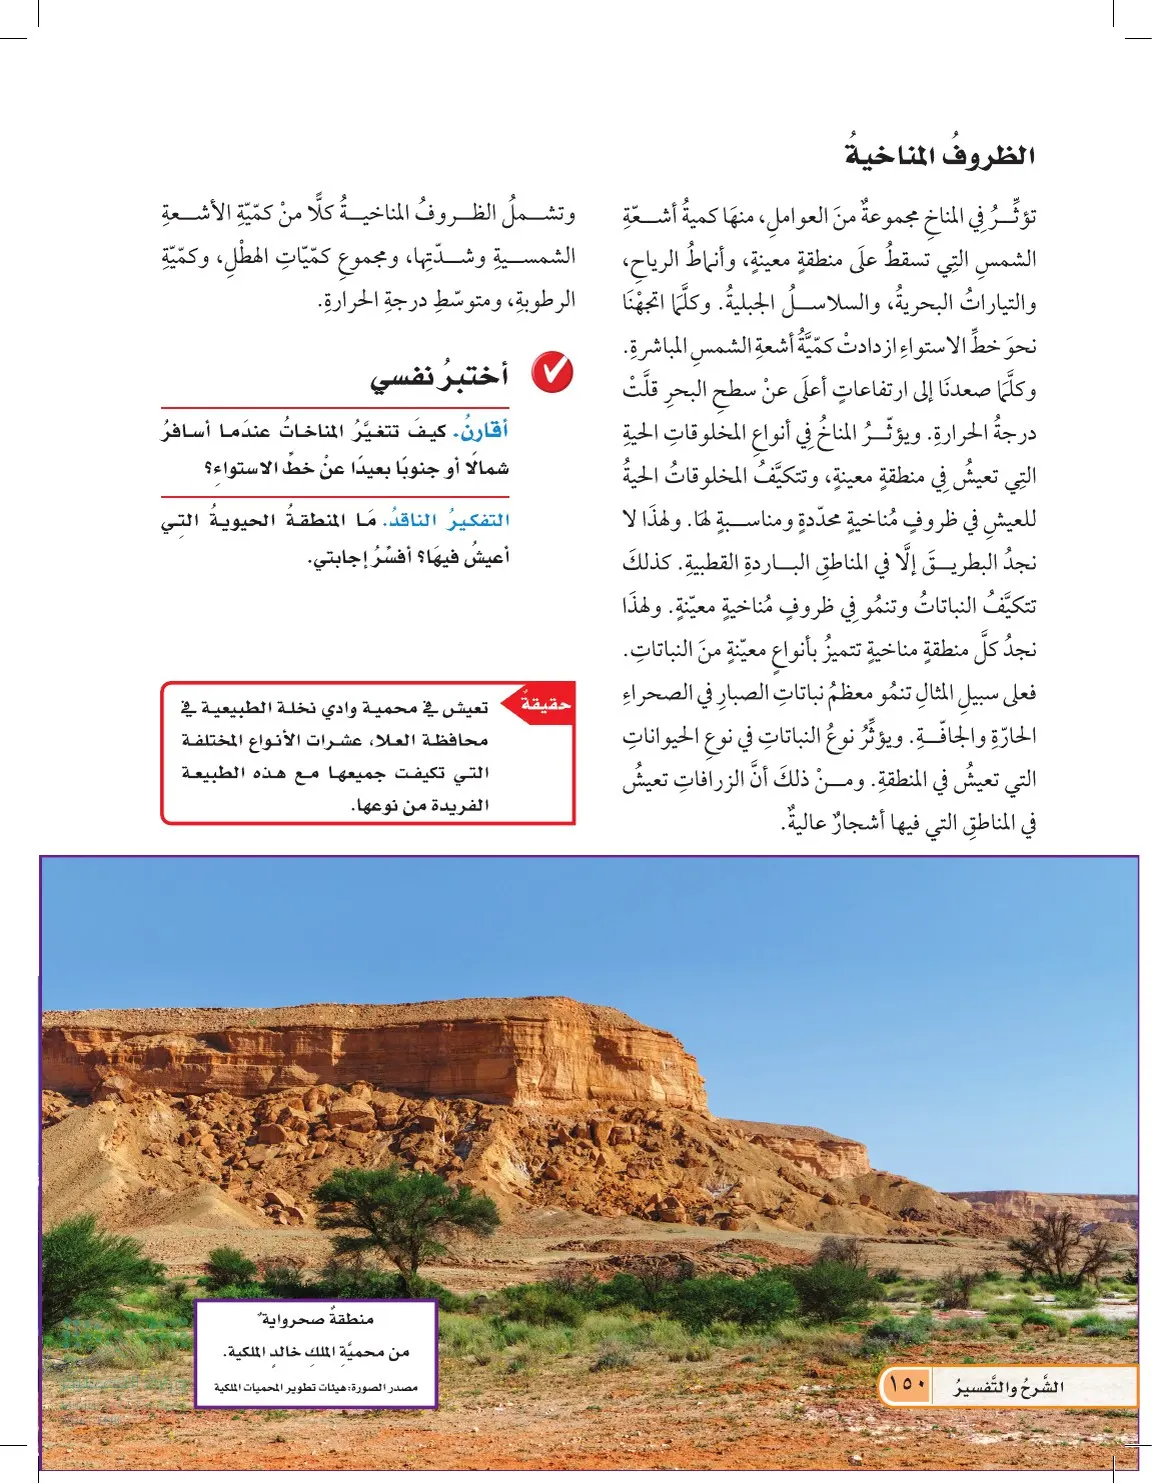 الظروفُ المناخيةُ
تؤثِّرُ فِي المناخِ مجموعةٌ منَ العواملِ، منهَا كميةُ أشعّةِ
الشمسِ التِي تسقطُ علَى منطقةٍ معينةٍ، وأنماطُ الرياحِ،
والتياراتُ البحريةُ، والسلاسلُ الجبليةُ. وكلَّمَا اتجهْنَا
نحوَ خطِّ الاستواءِ ازدادتْ كمّيَّةُ أشعةِ الشمسِ المباشرةِ.
وكلَّمَا صعدنَا إلى ارتفاعاتٍ أعلَى عنْ سطحِ البحرِ قلَّتْ
درجةُ الحرارةِ. ويؤثّرُ المناخُ فِي أنواعِ المخلوقاتِ الحيةِ
التِي تعيشُ فِي منطقةٍ معينةٍ، وتتكيَّفُ المخلوقاتُ الحيةُ
للعيشِ في ظروفٍ مُناخيةٍ محدّدةٍ ومناسبةٍ لهَا. ولهذَا لا
نجدُ البطريقَ إلَّا في المناطقِ الباردةِ القطبيةِ. كذلكَ
تتكيَّفُ النباتاتُ وتنمُو فِي ظروفٍ مُناخيةٍ معيّنةٍ. ولهذَا
نجدُ كلَّ منطقةٍ مناخيةٍ تتميزُ بأنواعٍ معيّنةٍ منَ النباتاتِ.
فعلى سبيلِ المثالِ تنمُو معظمُ نباتاتِ الصبارِ في الصحراءِ
الحارّةِ والجافّةِ. ويؤثِّرُ نوعُ النباتاتِ في نوعِ الحيواناتِ
التي تعيشُ في المنطقةِ. ومنْ ذلكَ أنَّ الزرافاتِ تعيشُ
في المناطقِ التي فيها أشجارٌ عاليةٌ.
وتشملُ الظروفُ المناخيةُ كلًّا منْ كمّيّةِ الأشعةِ
الشمسيةِ وشدّتِها، ومجموعِ كمّيّاتِ الهطْلِ، وكمّيّةِ
الرطوبةِ، ومتوسّطِ درجةِ الحرارةِ.
أختبرُ نفسي
أقارنُ. كيفَ تتغيَّرُ المناخاتُ عندَما أسافرُ
شمالًا أو جنوبًا بعيدًا عنْ خطِّ الاستواءِ؟
التفكيرُ الناقدُ. مَا المنطقةُ الحيويةُ التِي
أعيشُ فيهَا؟ أفسِّرُ إجابتي.
حقيقةٌ
تعيش في محمية وادي نخلة الطبيعية في
محافظة العلا، عشرات الأنواع المختلفة
التي تكيفت جميعها مع هذه الطبيعة
الفريدة من نوعها.
منطقةٌ صحرواية ٌ
من محميَّةِ الملكِ خالدٍ الملكية.
مصدر الصورة: هيئات تطوير المحميات الملكية
الشَّرحُ والتَّفسيرُ ١٥٠